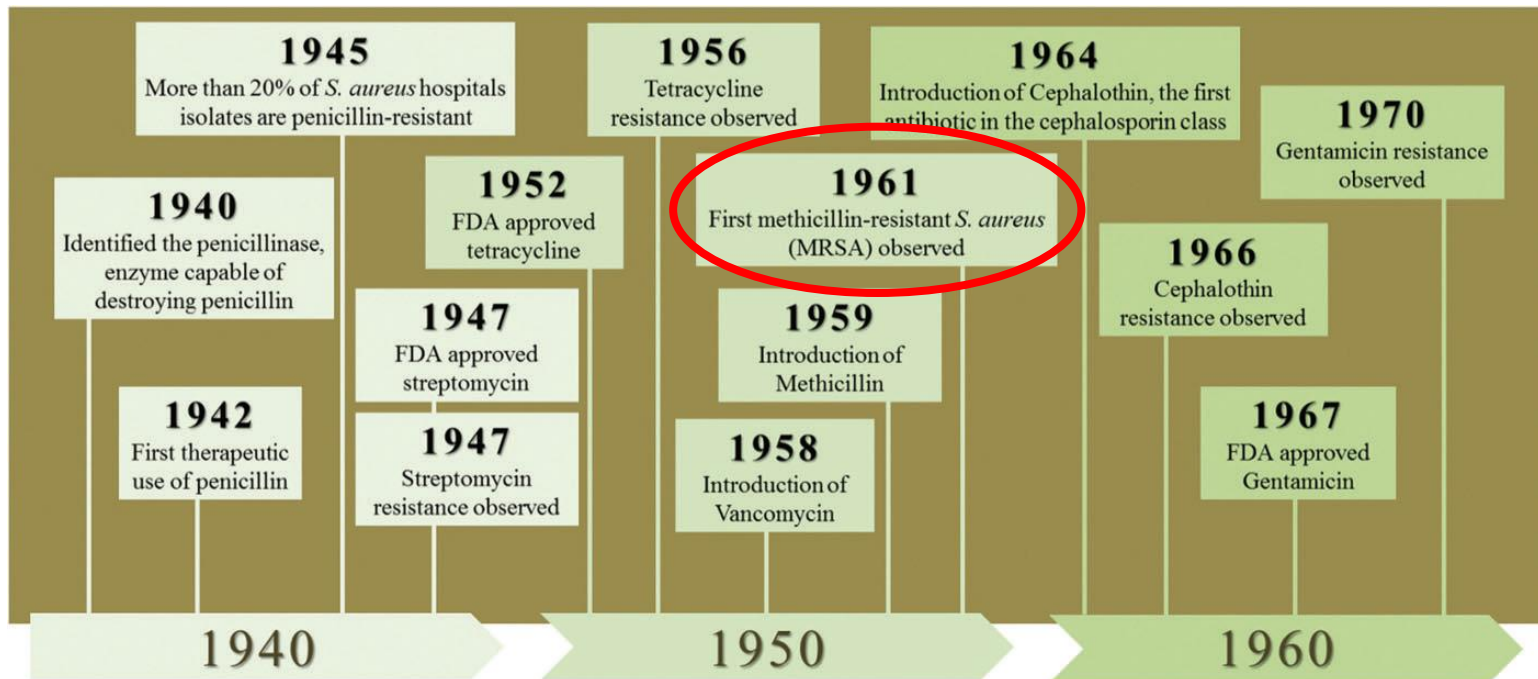 1945
More than 20% of S. aureus hospitals
isolates are penicillin-resistant
1940
Identified the penicillinase,
enzyme capable of
destroying penicillin
1942
First therapeutic
use of penicillin
1947
FDA approved
streptomycin
1947
Streptomycin
resistance observed
1956
Tetracycline
resistance observed
1952
FDA approved
tetracycline
1961
First methicillin-resistant S. aureus
(MRSA) observed
1959
Introduction of
Methicillin
1958
Introduction of
Vancomycin
1964
Introduction of Cephalothin, the first
antibiotic in the cephalosporin class
1970
Gentamicin resistance
observed
1966
Cephalothin
resistance observed
1967
FDA approved
Gentamicin
1940
1950
1960